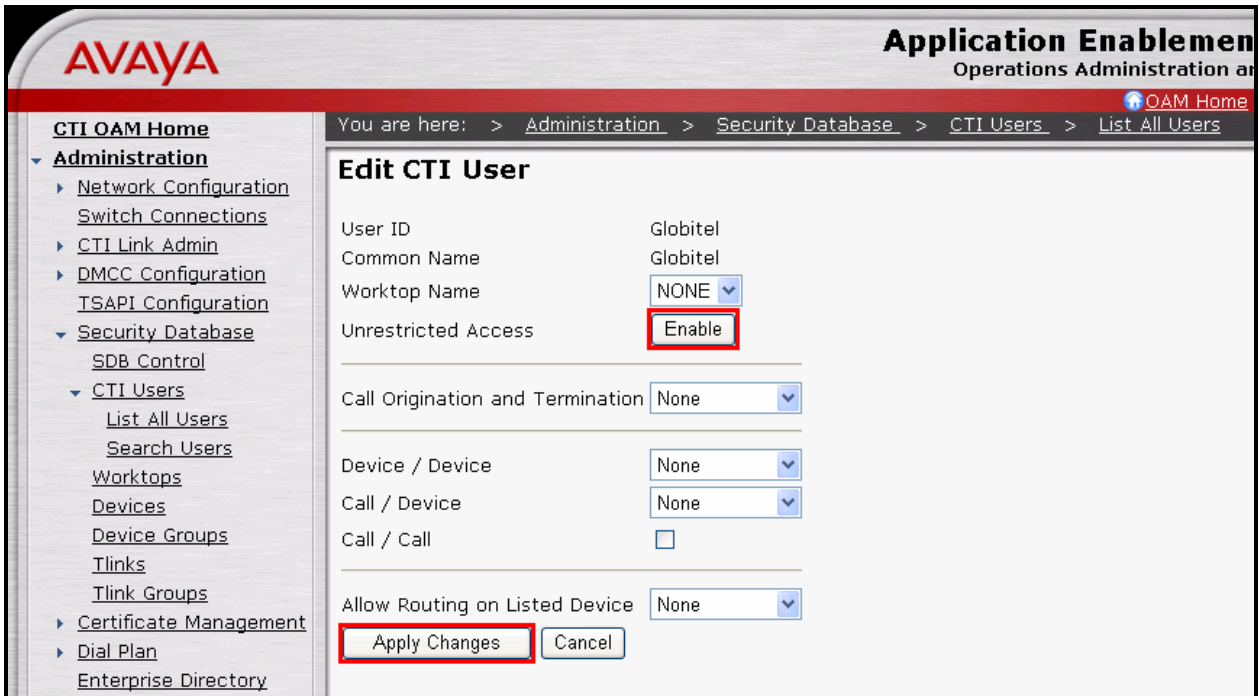 AVAYA
Application Enablemen
Operations Administration an
OAM Home
You are here: > Administration > Security Database > CTI Users > List All Users
CTI OAM Home
Administration
Network Configuration
Switch Connections
CTI Link Admin
DMCC Configuration
TSAPI Configuration
Security Database
SDB Control
CTI Users
List All Users
Search Users
Worktops
Devices
Device Groups
Tlinks
Tlink Groups
Certificate Management
Dial Plan
Enterprise Directory
Edit CTI User
User ID Globitel
Common Name Globitel
Worktop Name NONE
Unrestricted Access Enable
Call Origination and Termination None
Device / Device None
Call / Device None
Call / Call
Allow Routing on Listed Device None
Apply Changes Cancel